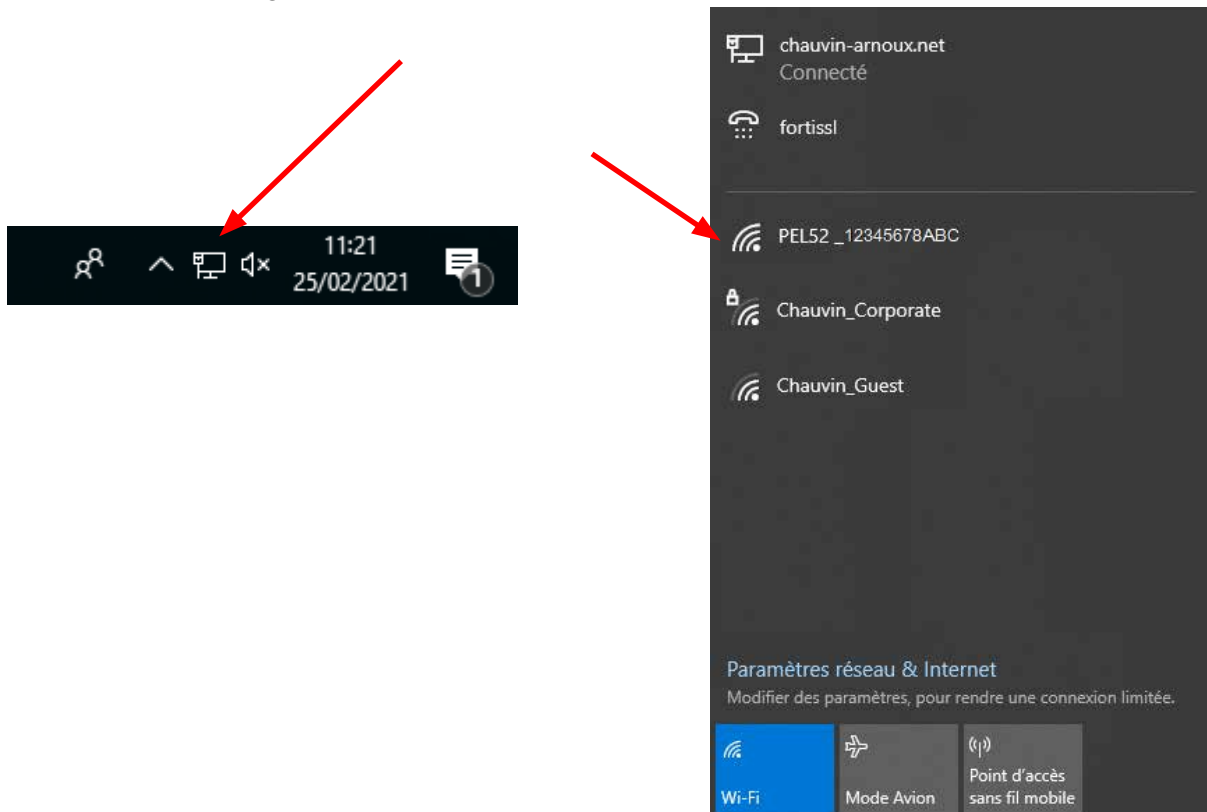 11:21
25/02/2021
1
chauvin-arnoux.net
Connecté
fortissl
PEL52 _12345678ABC
Chauvin_Corporate
Chauvin_Guest
Paramètres réseau & Internet
Modifier des paramètres, pour rendre une connexion limitée.
Wi-Fi
Mode Avion
Point d'accès
sans fil mobile